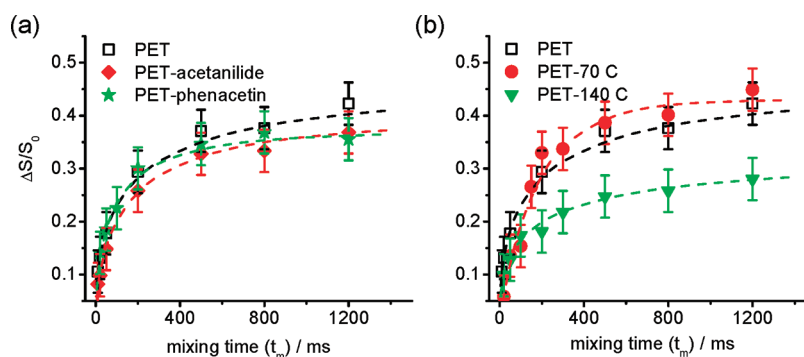 (a)
PET
PET-acetanilide
PET-phenacetin
ΔS/S0
0.5
0.4
0.3
0.2
0.1
0
400
800
1200
mixing time (tm) / ms
(b)
PET
PET-70 C
PET-140 C
0.5
0.4
0.3
0.2
0.1
0
400
800
1200
mixing time (tm) / ms